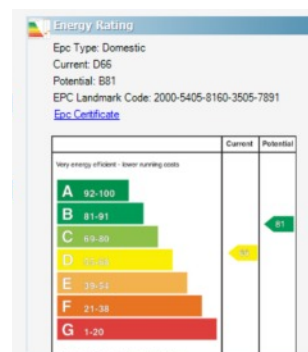 Energy Rating
Epc Type: Domestic
Current: D66
Potential: B81
EPC Landmark Code: 2000-5405-8160-3505-7891
Epc Certificate
Current Potential
Very energy efficient - lower running costs
A 92-100
B 81-91
81
C 69-80
D
E 39-54
F 21-38
G 1-20